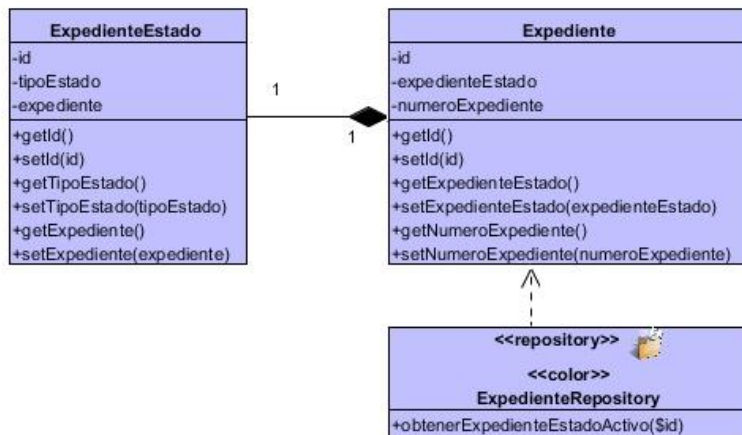 ExpedienteEstado
-id
-tipoEstado
-expediente
+getId()
+setId(id)
+getTipoEstado()
+setTipoEstado(tipoEstado)
+getExpediente()
+setExpediente(expediente)
1
1
Expediente
-id
-expedienteEstado
-numeroExpediente
+getId()
+setId(id)
+getExpedienteEstado()
+setExpedienteEstado(expedienteEstado)
+getNumeroExpediente()
+setNumeroExpediente(numeroExpediente)
<<repository>>
<<color>>
ExpedienteRepository
+obtenerExpedienteEstadoActivo($id)